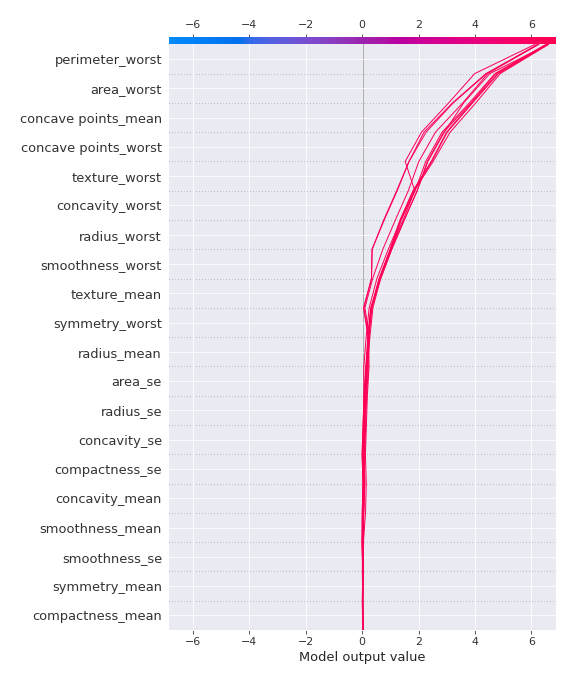 −6 −4 −2 0 2 4 6
perimeter_worst
area_worst
concave points_mean
concave points_worst
texture_worst
concavity_worst
radius_worst
smoothness_worst
texture_mean
symmetry_worst
radius_mean
area_se
radius_se
concavity_se
compactness_se
concavity_mean
smoothness_mean
smoothness_se
symmetry_mean
compactness_mean
−6 −4 −2 0 2 4 6
Model output value